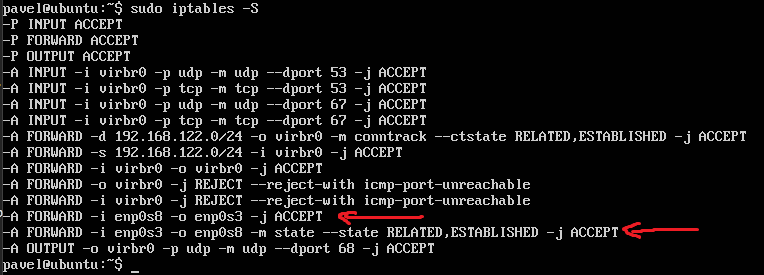 pavel@ubuntu:~$ sudo iptables -S
-P INPUT ACCEPT
-P FORWARD ACCEPT
-P OUTPUT ACCEPT
-A INPUT -i virbr0 -p udp -m udp --dport 53 -j ACCEPT
-A INPUT -i virbr0 -p tcp -m tcp --dport 53 -j ACCEPT
-A INPUT -i virbr0 -p udp -m udp --dport 67 -j ACCEPT
-A INPUT -i virbr0 -p tcp -m tcp --dport 67 -j ACCEPT
-A FORWARD -d 192.168.122.0/24 -o virbr0 -m conntrack --ctstate RELATED,ESTABLISHED -j ACCEPT
-A FORWARD -s 192.168.122.0/24 -i virbr0 -j ACCEPT
-A FORWARD -i virbr0 -o virbr0 -j ACCEPT
-A FORWARD -o virbr0 -j REJECT --reject-with icmp-port-unreachable
-A FORWARD -i virbr0 -j REJECT --reject-with icmp-port-unreachable
-A FORWARD -i enp0s8 -o enp0s3 -j ACCEPT
-A FORWARD -i enp0s3 -o enp0s8 -m state --state RELATED,ESTABLISHED -j ACCEPT
-A OUTPUT -o virbr0 -p udp -m udp --dport 68 -j ACCEPT
pavel@ubuntu:~$ _